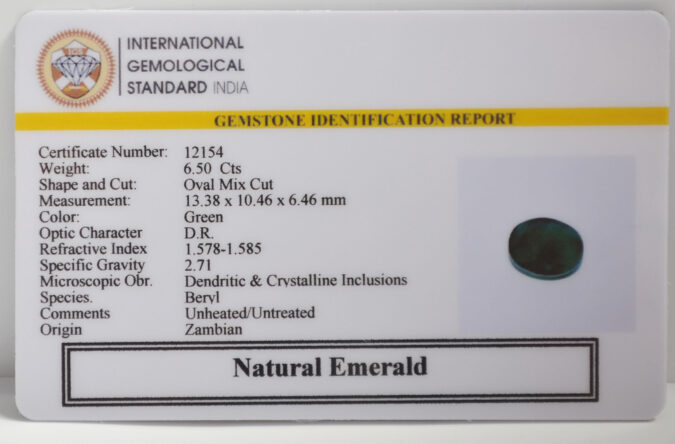 IGS
INTERNATIONAL
GEMOLOGICAL
STANDARD INDIA
GEMSTONE IDENTIFICATION REPORT
Certificate Number: 12154
Weight: 6.50 Cts
Shape and Cut: Oval Mix Cut
Measurement: 13.38 x 10.46 x 6.46 mm
Color: Green
Optic Character D.R.
Refractive Index 1.578-1.585
Specific Gravity 2.71
Microscopic Obr. Dendritic & Crystalline Inclusions
Species. Beryl
Comments Unheated/Untreated
Origin Zambian
Natural Emerald